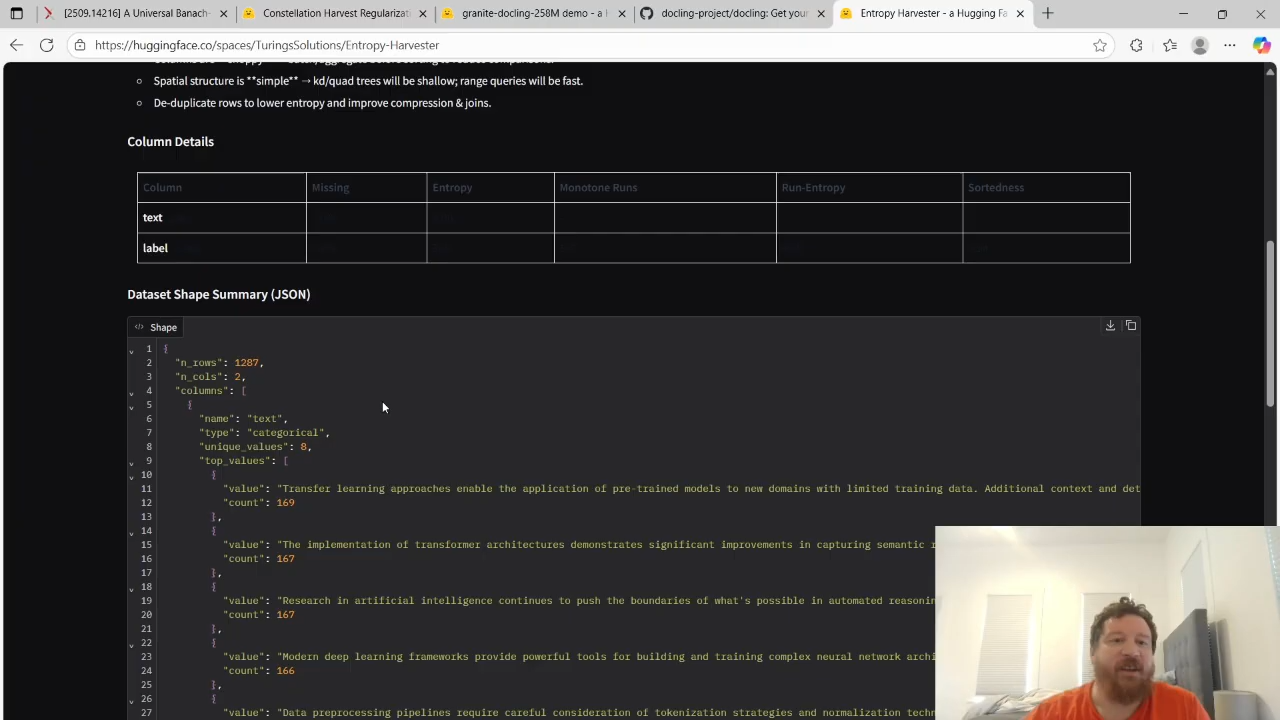 [2509.14216] A Universal Banach-
Constellation Harvest Regularizati
granite-docling-258M demo - a H
docling-project/docling: Get your
Entropy Harvester - a Hugging Fa
https://huggingface.co/spaces/TuringsSolutions/Entropy-Harvester
Spatial structure is **simple** → kd/quad trees will be shallow; range queries will be fast.
De-duplicate rows to lower entropy and improve compression & joins.
Column Details
Column Missing Entropy Monotone Runs Run-Entropy Sortedness
text
label
Dataset Shape Summary (JSON)
</> Shape
1 {
2 "n_rows": 1287,
3 "n_cols": 2,
4 "columns": [
5 {
6 "name": "text",
7 "type": "categorical",
8 "unique_values": 8,
9 "top_values": [
10 {
11 "value": "Transfer learning approaches enable the application of pre-trained models to new domains with limited training data. Additional context and det
12 "count": 169
13 },
14 {
15 "value": "The implementation of transformer architectures demonstrates significant improvements in capturing semantic r
16 "count": 167
17 },
18 {
19 "value": "Research in artificial intelligence continues to push the boundaries of what's possible in automated reasonin
20 "count": 167
21 },
22 {
23 "value": "Modern deep learning frameworks provide powerful tools for building and training complex neural network archi
24 "count": 166
25 },
26 {
27 "value": "Data preprocessing pipelines require careful consideration of tokenization strategies and normalization techn